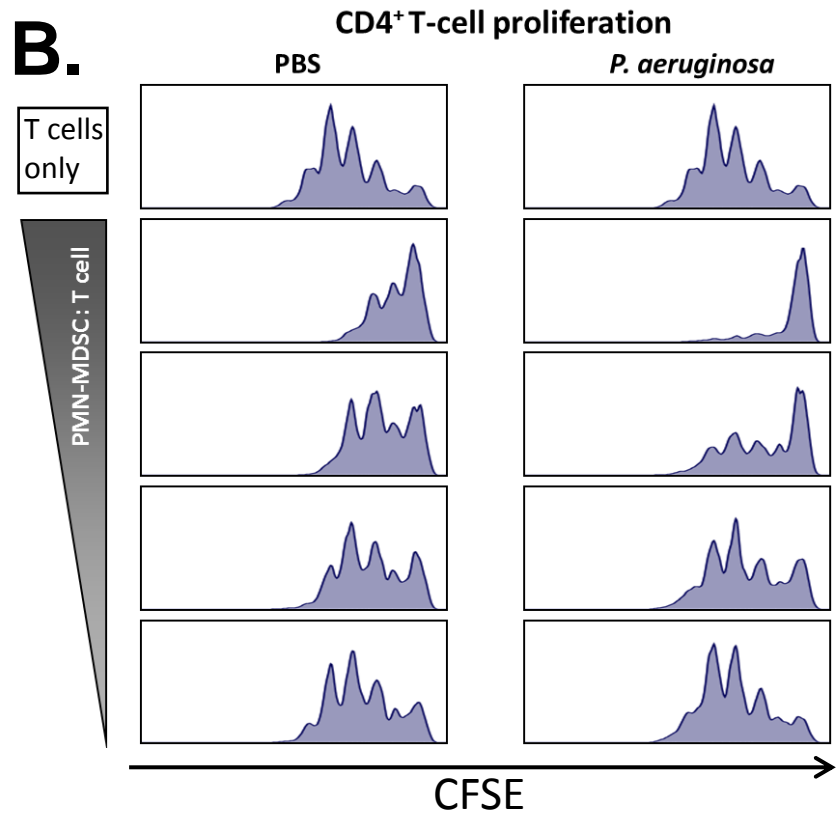 B.
CD4⁺ T-cell proliferation
PBS
P. aeruginosa
T cells
only
PMN-MDSC: T cell
CFSE